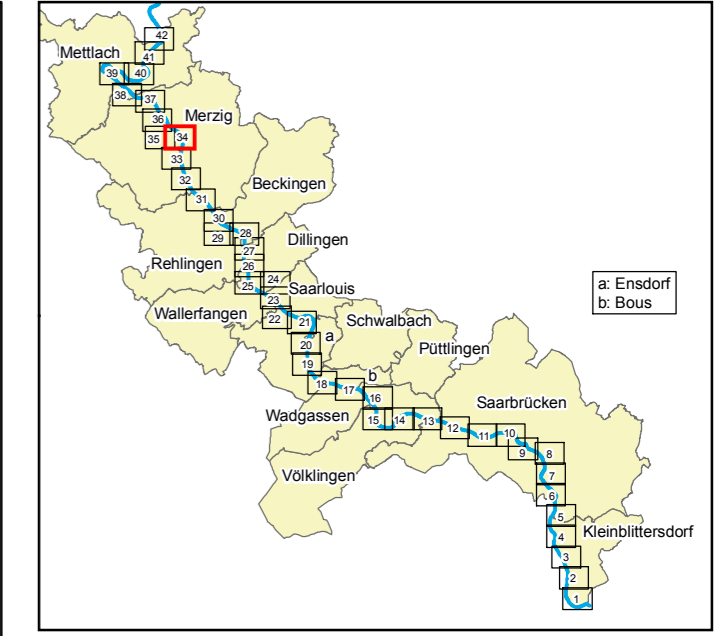 42
Mettlach
41
39
40
38
37
36
Merzig
35
34
33
32
Beckingen
31
30
29
28
Dillingen
27
Rehlingen
26
24
25
Saarlouis
23
a: Ensdorf
b: Bous
Wallerfangen
22
21
Schwalbach
a
20
Püttlingen
19
b
18
17
16
Saarbrücken
Wadgassen
15
14
13
12
11
10
9
8
Völklingen
7
6
5
Kleinblittersdorf
4
3
2
1